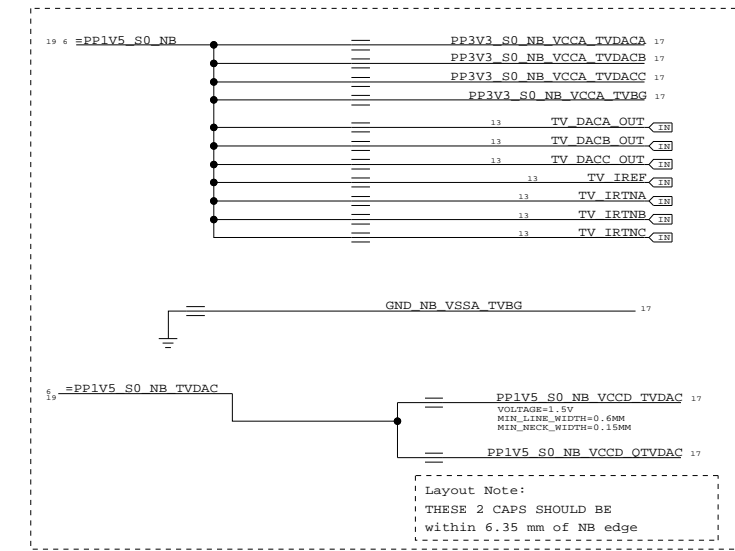 19 6 =PP1V5_S0_NB
PP3V3_S0_NB_VCCA_TVDACA 17
PP3V3_S0_NB_VCCA_TVDACB 17
PP3V3_S0_NB_VCCA_TVDACC 17
PP3V3_S0_NB_VCCA_TVBG 17
13 TV_DACA_OUT IN
13 TV_DACB_OUT IN
13 TV_DACC_OUT IN
13 TV_IREF IN
13 TV_IRTNA IN
13 TV_IRTNB IN
13 TV_IRTNC IN
GND_NB_VSSA_TVBG 17
6 =PP1V5_S0_NB_TVDAC
19
PP1V5_S0_NB_VCCD_TVDAC 17
VOLTAGE=1.5V
MIN_LINE_WIDTH=0.6MM
MIN_NECK_WIDTH=0.15MM
PP1V5_S0_NB_VCCD_QTVDAC 17
Layout Note:
THESE 2 CAPS SHOULD BE
within 6.35 mm of NB edge